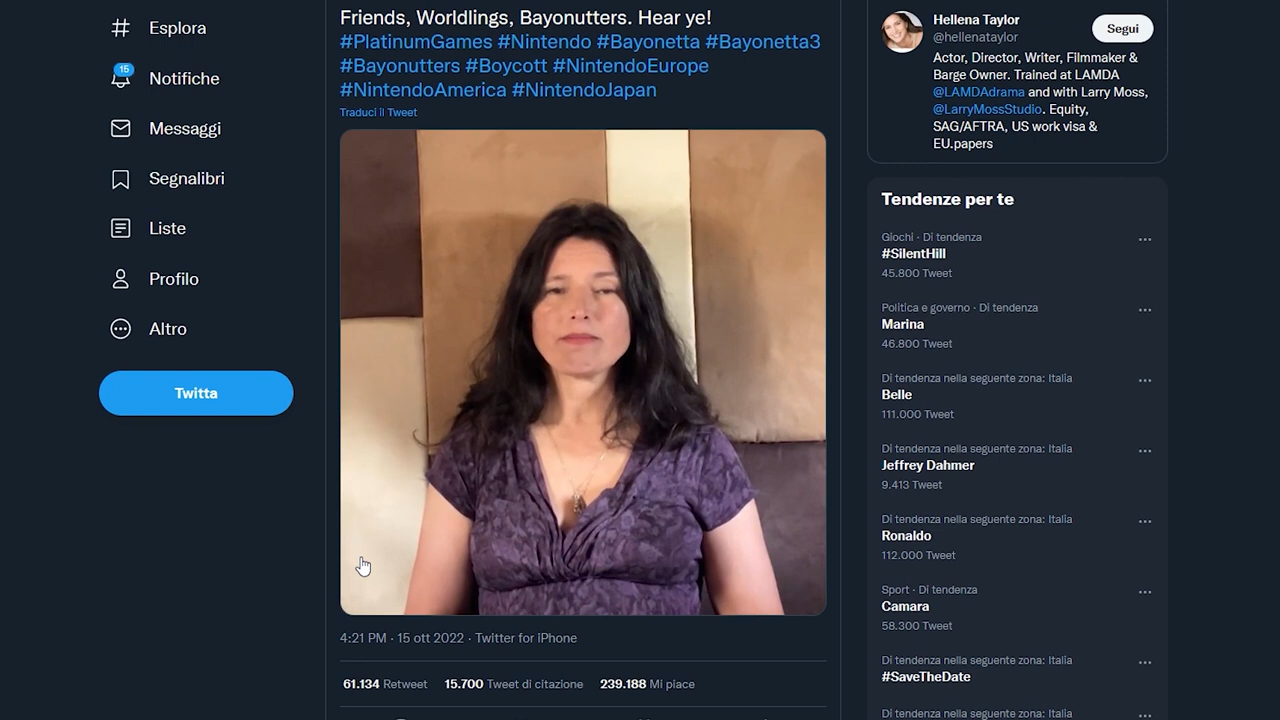 Esplora
15
Notifiche
Messaggi
Segnalibri
Liste
Profilo
Altro
Twitta
Friends, Worldlings, Bayonutters. Hear ye!
#PlatinumGames #Nintendo #Bayonetta #Bayonetta3
#Bayonutters #Boycott #NintendoEurope
#NintendoAmerica #NintendoJapan
Traduci il Tweet
4:21 PM · 15 ott 2022 · Twitter for iPhone
61.134 Retweet 15.700 Tweet di citazione 239.188 Mi piace
Hellena Taylor
@hellenataylor
Segui
Actor, Director, Writer, Filmmaker &
Barge Owner. Trained at LAMDA
@LAMDAdrama and with Larry Moss,
@LarryMossStudio. Equity,
SAG/AFTRA, US work visa &
EU.papers
Tendenze per te
Giochi · Di tendenza
#SilentHill
45.800 Tweet
Politica e governo · Di tendenza
Marina
46.800 Tweet
Di tendenza nella seguente zona: Italia
Belle
111.000 Tweet
Di tendenza nella seguente zona: Italia
Jeffrey Dahmer
9.413 Tweet
Di tendenza nella seguente zona: Italia
Ronaldo
112.000 Tweet
Sport · Di tendenza
Camara
58.300 Tweet
Di tendenza nella seguente zona: Italia
#SaveTheDate
Di tendenza nella seguente zona: Italia